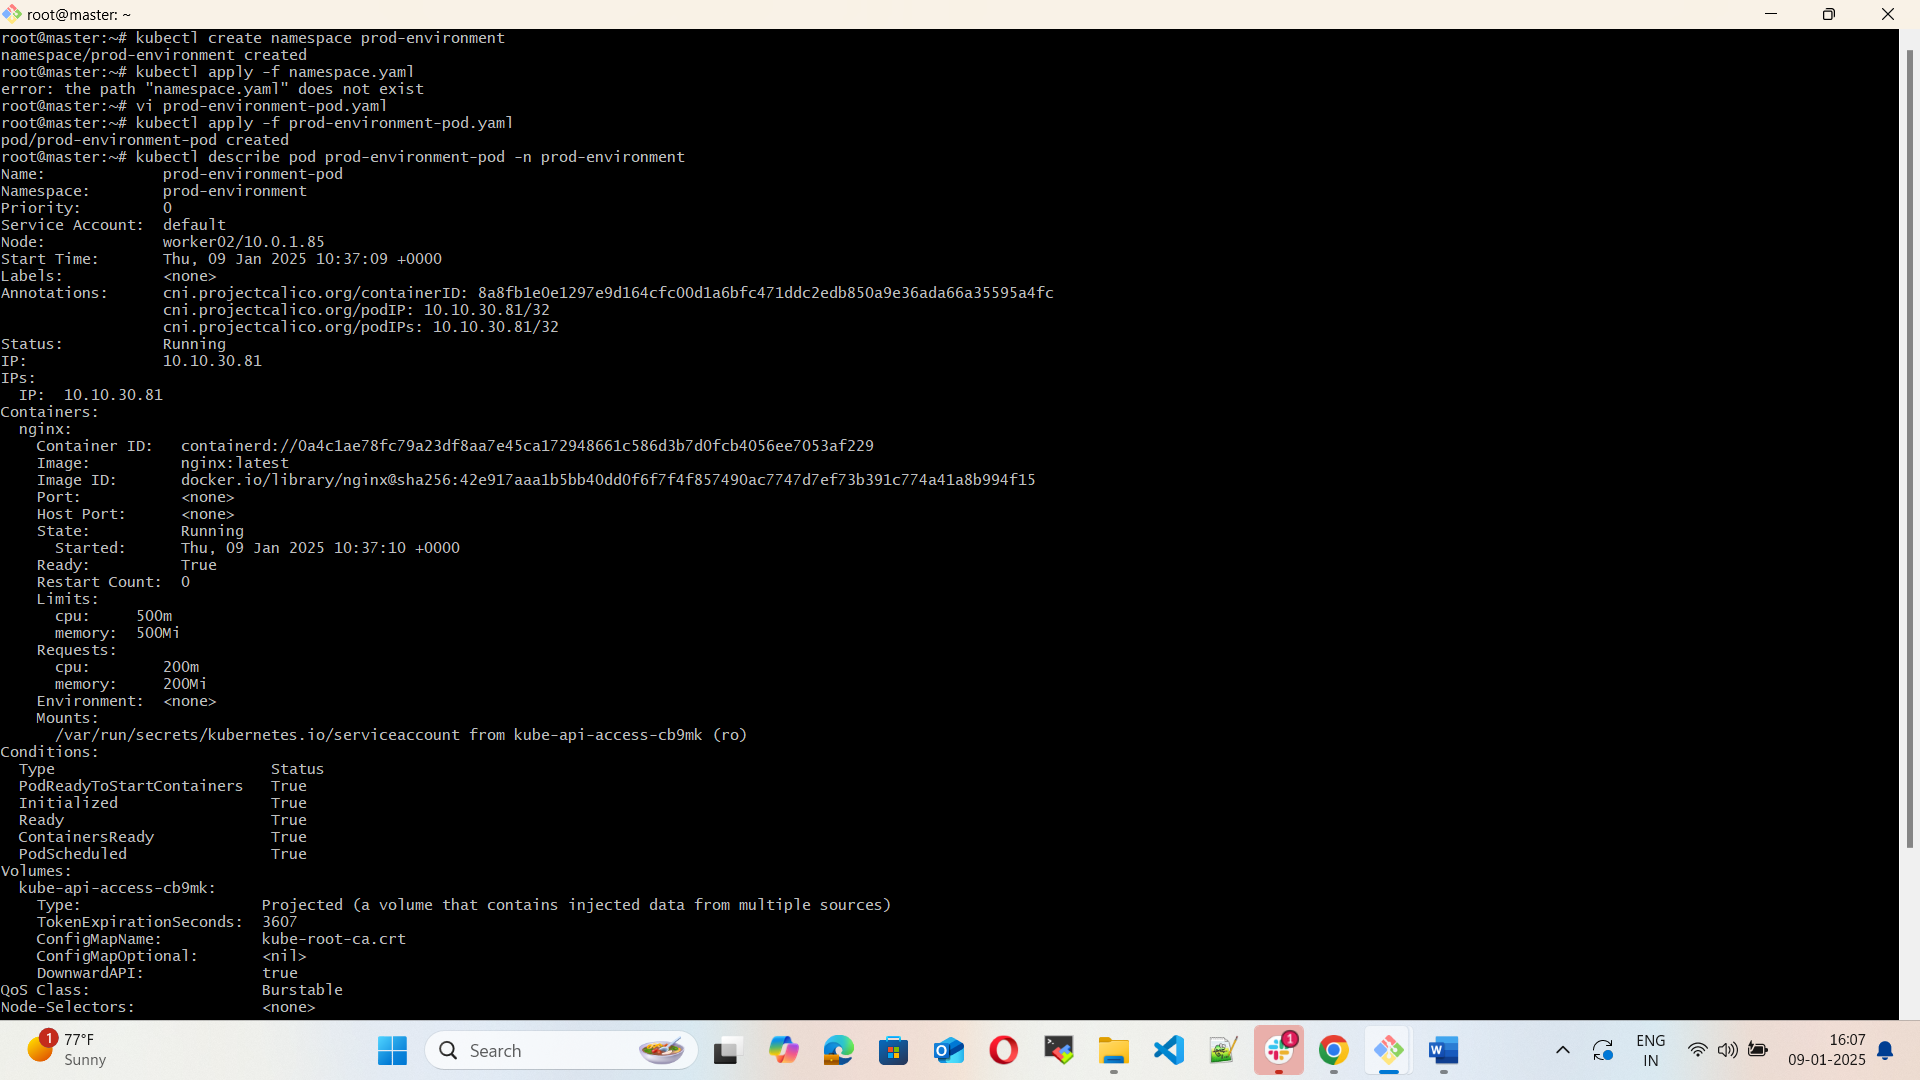 root@master: ~
root@master:~# kubectl create namespace prod-environment
namespace/prod-environment created
root@master:~# kubectl apply -f namespace.yaml
error: the path "namespace.yaml" does not exist
root@master:~# vi prod-environment-pod.yaml
root@master:~# kubectl apply -f prod-environment-pod.yaml
pod/prod-environment-pod created
root@master:~# kubectl describe pod prod-environment-pod -n prod-environment
Name:             prod-environment-pod
Namespace:        prod-environment
Priority:         0
Service Account:  default
Node:             worker02/10.0.1.85
Start Time:       Thu, 09 Jan 2025 10:37:09 +0000
Labels:           <none>
Annotations:      cni.projectcalico.org/containerID: 8a8fb1e0e1297e9d164cfc00d1a6bfc471ddc2edb850a9e36ada66a35595a4fc
                  cni.projectcalico.org/podIP: 10.10.30.81/32
                  cni.projectcalico.org/podIPs: 10.10.30.81/32
Status:           Running
IP:               10.10.30.81
IPs:
  IP:  10.10.30.81
Containers:
  nginx:
    Container ID:   containerd://0a4c1ae78fc79a23df8aa7e45ca172948661c586d3b7d0fcb4056ee7053af229
    Image:          nginx:latest
    Image ID:       docker.io/library/nginx@sha256:42e917aaa1b5bb40dd0f6f7f4f857490ac7747d7ef73b391c774a41a8b994f15
    Port:           <none>
    Host Port:      <none>
    State:          Running
      Started:      Thu, 09 Jan 2025 10:37:10 +0000
    Ready:          True
    Restart Count:  0
    Limits:
      cpu:     500m
      memory:  500Mi
    Requests:
      cpu:        200m
      memory:     200Mi
    Environment:  <none>
    Mounts:
      /var/run/secrets/kubernetes.io/serviceaccount from kube-api-access-cb9mk (ro)
Conditions:
  Type                        Status
  PodReadyToStartContainers   True
  Initialized                 True
  Ready                       True
  ContainersReady             True
  PodScheduled                True
Volumes:
  kube-api-access-cb9mk:
    Type:                    Projected (a volume that contains injected data from multiple sources)
    TokenExpirationSeconds:  3607
    ConfigMapName:           kube-root-ca.crt
    ConfigMapOptional:       <nil>
    DownwardAPI:             true
QoS Class:                   Burstable
Node-Selectors:              <none>
1
77°F
Sunny
Search
1
W
ENG
IN
16:07
09-01-2025